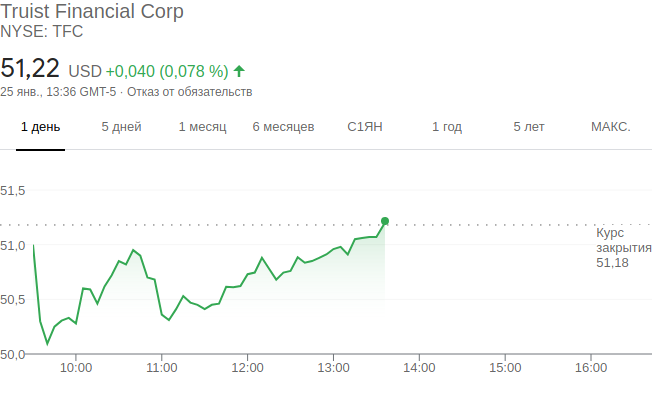 Truist Financial Corp
NYSE: TFC
51,22 USD +0,040 (0,078 %)
25 янв., 13:36 GMT-5 · Отказ от обязательств
1 день 5 дней 1 месяц 6 месяцев С1ЯН 1 год 5 лет МАКС.
51,5
51,0
50,5
50,0
Курс
закрытия
51,18
10:00 11:00 12:00 13:00 14:00 15:00 16:00